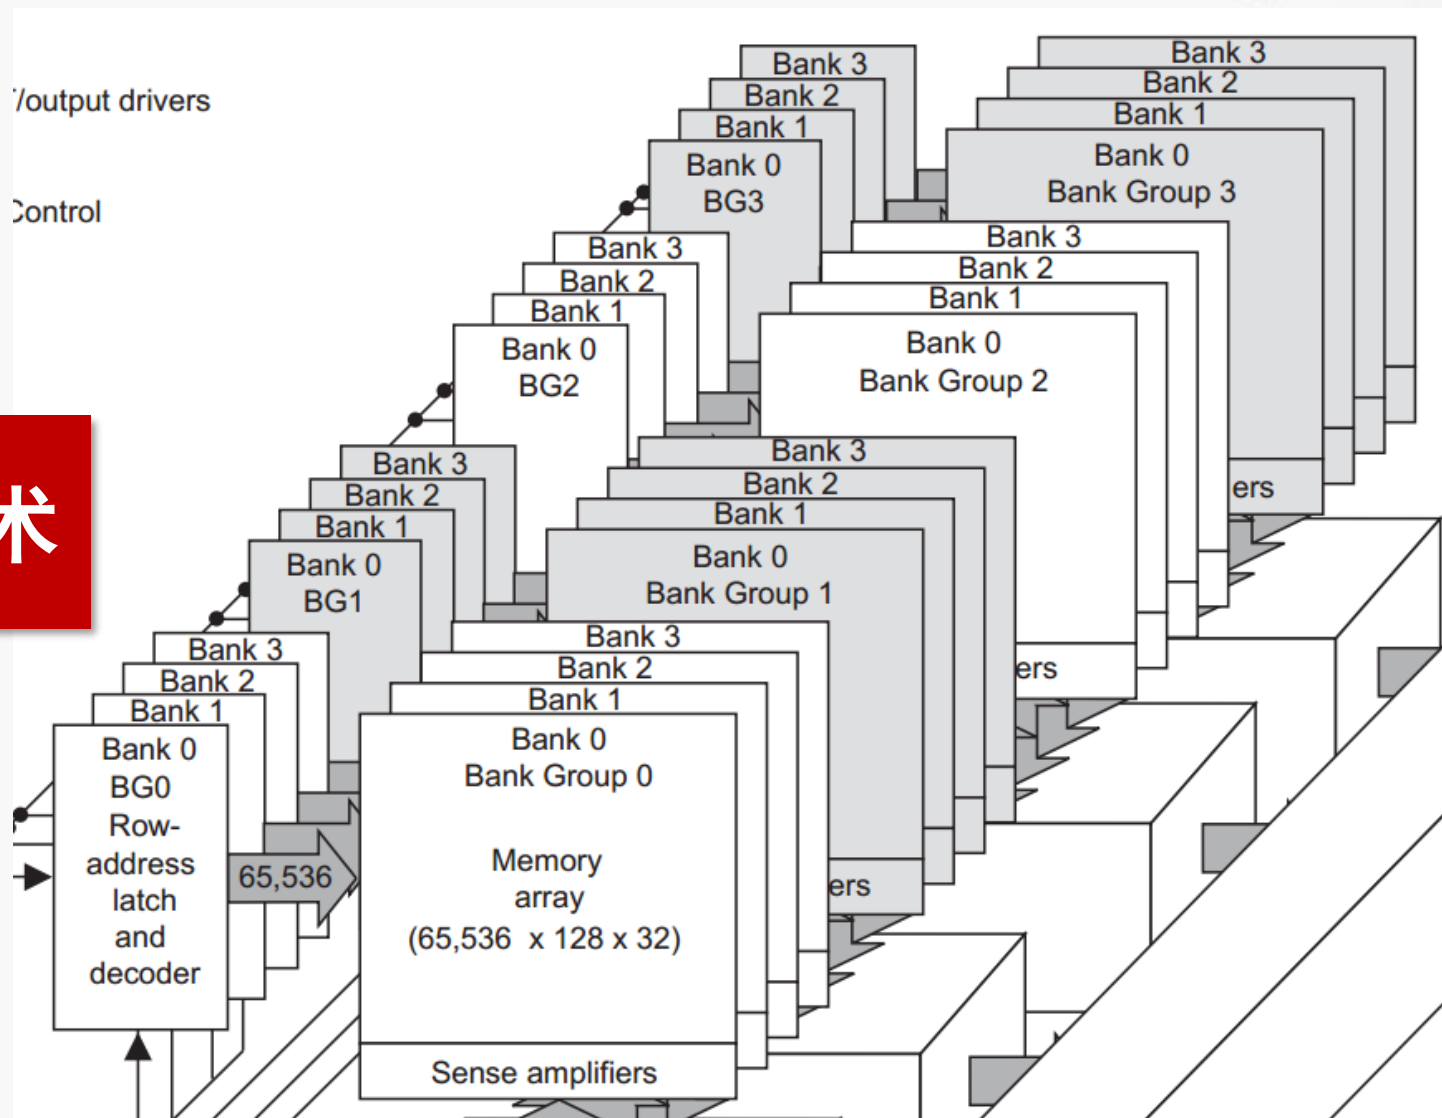 /output drivers
Control
Bank 3
Bank 2
Bank 1
Bank 0
BG3
Bank 3
Bank 2
Bank 1
Bank 0
Bank Group 3
ers
Bank 3
Bank 2
Bank 1
Bank 0
BG2
Bank 3
Bank 2
Bank 1
Bank 0
Bank Group 2
ers
术
Bank 3
Bank 2
Bank 1
Bank 0
BG1
Bank 3
Bank 2
Bank 1
Bank 0
Bank Group 1
ers
Bank 3
Bank 2
Bank 1
Bank 0
BG0
Row-
address
latch
and
decoder
65,536
Bank 3
Bank 2
Bank 1
Bank 0
Bank Group 0
Memory
array
(65,536 x 128 x 32)
Sense amplifiers